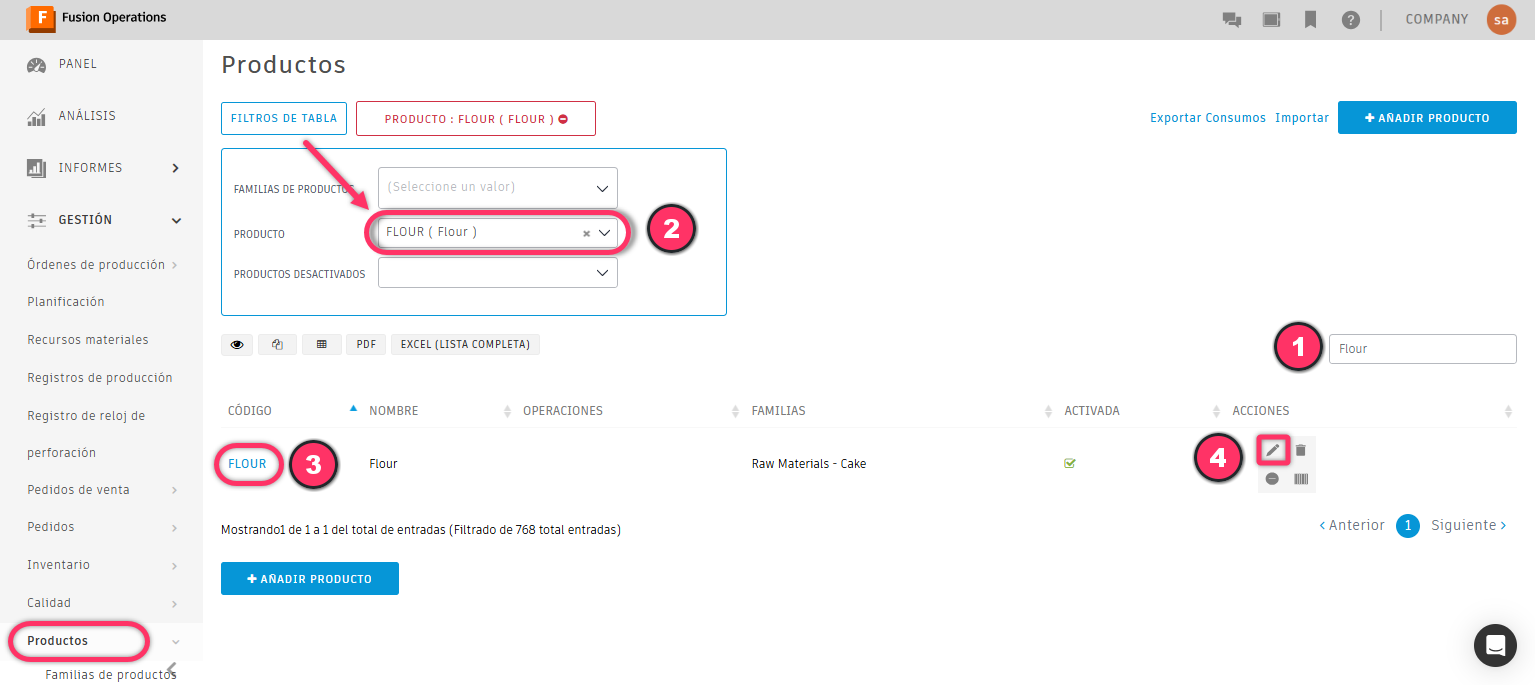 F Fusion Operations
? COMPANY sa
PANEL
ANÁLISIS
INFORMES
GESTIÓN
Órdenes de producción
Planificación
Recursos materiales
Registros de producción
Registro de reloj de
perforación
Pedidos de venta
Pedidos
Inventario
Calidad
Productos
Familias de productos
Productos
FILTROS DE TABLA
PRODUCTO : FLOUR ( FLOUR )
Exportar Consumos Importar
AÑADIR PRODUCTO
FAMILIAS DE PRODUCTOS (Seleccione un valor)
PRODUCTO FLOUR ( Flour ) × 2
PRODUCTOS DESACTIVADOS
PDF EXCEL (LISTA COMPLETA) 1 Flour
CÓDIGO NOMBRE OPERACIONES FAMILIAS ACTIVADA ACCIONES
FLOUR 3 Flour Raw Materials - Cake 4
Mostrando1 de 1 a 1 del total de entradas (Filtrado de 768 total entradas)
Anterior 1 Siguiente
AÑADIR PRODUCTO